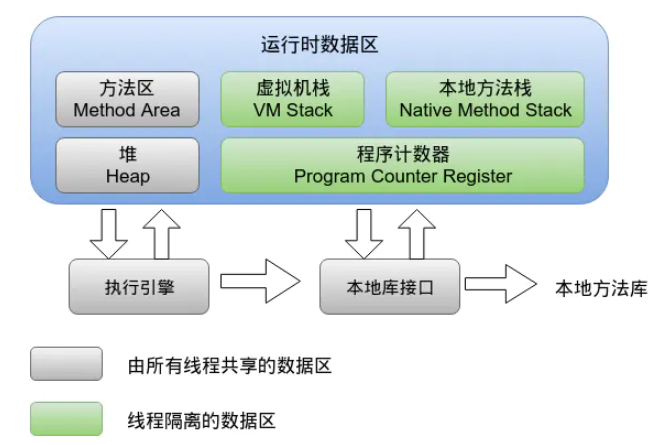 运行时数据区
方法区
Method Area
虚拟机栈
VM Stack
本地方法栈
Native Method Stack
堆
Heap
程序计数器
Program Counter Register
执行引擎
本地库接口
本地方法库
由所有线程共享的数据区
线程隔离的数据区